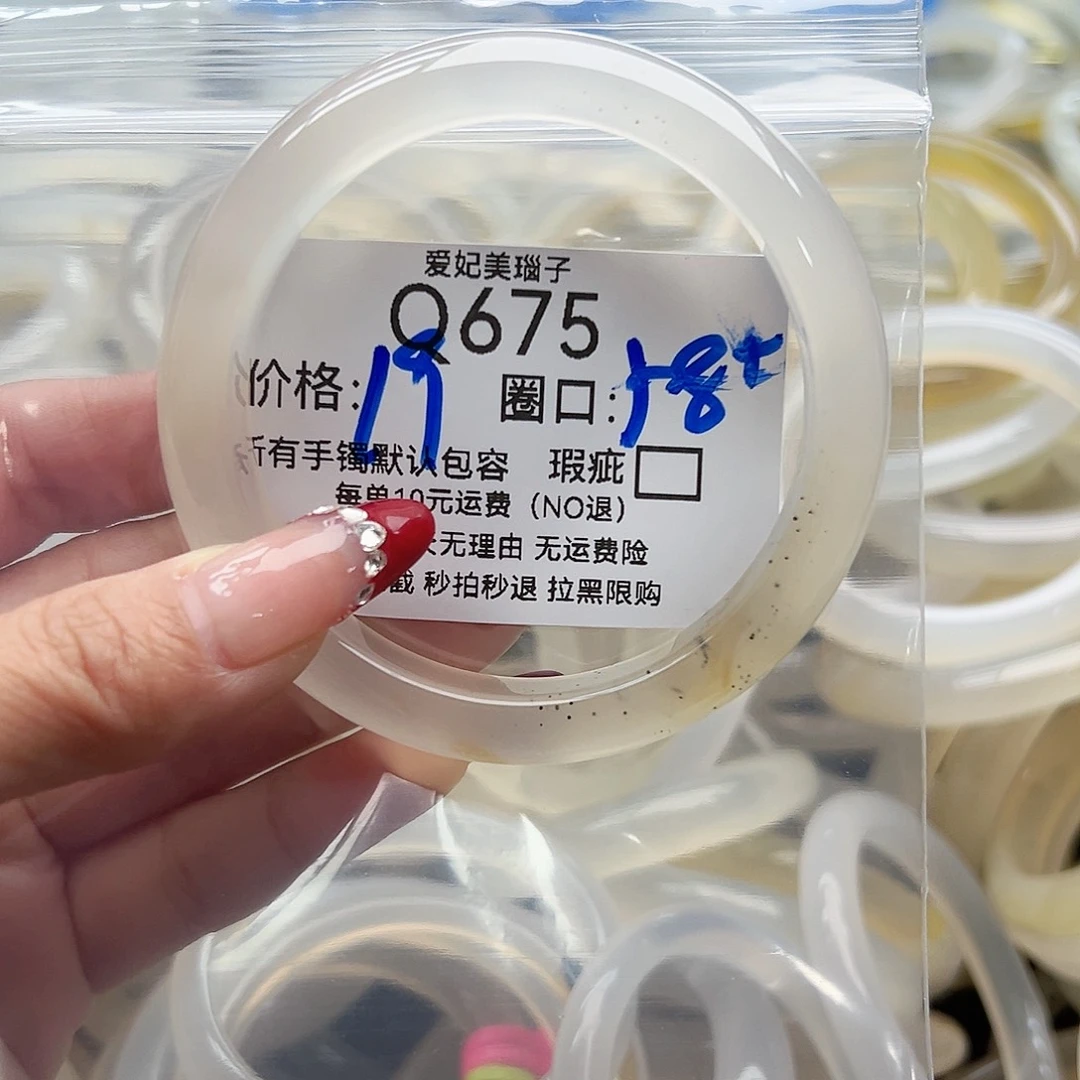 爱妃美瑙子
Q675
价格:19 圈口:58+
所有手镯默认包容 瑕疵
每单10元运费（NO退）
无理由 无运费险
截 秒拍秒退 拉黑限购